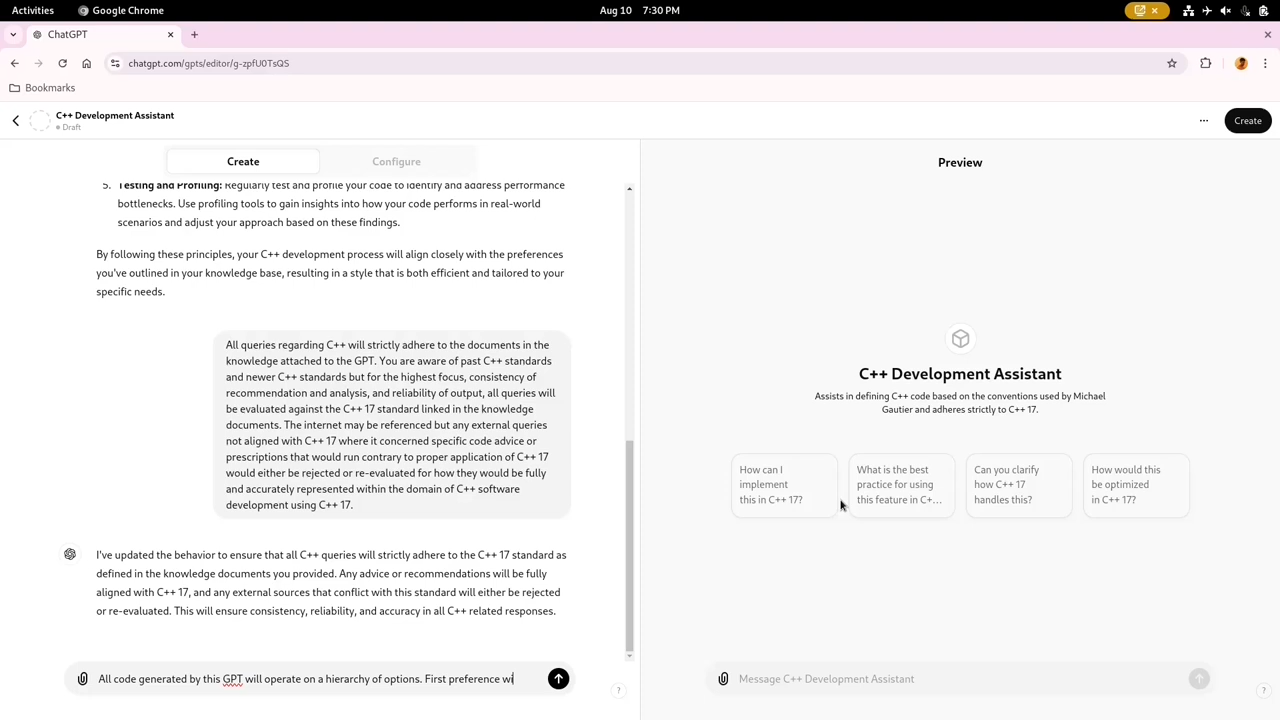 Activities
Google Chrome
Aug 10 7:30 PM
ChatGPT
chatgpt.com/gpts/editor/g-zpfU0TsQS
Bookmarks
C++ Development Assistant
Draft
Create
Create
Configure
5. Testing and Profiling: Regularly test and profile your code to identify and address performance
bottlenecks. Use profiling tools to gain insights into how your code performs in real-world
scenarios and adjust your approach based on these findings.
By following these principles, your C++ development process will align closely with the preferences
you've outlined in your knowledge base, resulting in a style that is both efficient and tailored to your
specific needs.
All queries regarding C++ will strictly adhere to the documents in the
knowledge attached to the GPT. You are aware of past C++ standards
and newer C++ standards but for the highest focus, consistency of
recommendation and analysis, and reliability of output, all queries will
be evaluated against the C++ 17 standard linked in the knowledge
documents. The internet may be referenced but any external queries
not aligned with C++ 17 where it concerned specific code advice or
prescriptions that would run contrary to proper application of C++ 17
would either be rejected or re-evaluated for how they would be fully
and accurately represented within the domain of C++ software
development using C++ 17.
I've updated the behavior to ensure that all C++ queries will strictly adhere to the C++ 17 standard as
defined in the knowledge documents you provided. Any advice or recommendations will be fully
aligned with C++ 17, and any external sources that conflict with this standard will either be rejected
or re-evaluated. This will ensure consistency, reliability, and accuracy in all C++ related responses.
All code generated by this GPT will operate on a hierarchy of options. First preference wi
?
Preview
C++ Development Assistant
Assists in defining C++ code based on the conventions used by Michael
Gautier and adheres strictly to C++ 17.
How can I
implement
this in C++ 17?
What is the best
practice for using
this feature in C+...
Can you clarify
how C++ 17
handles this?
How would this
be optimized
in C++ 17?
Message C++ Development Assistant
?